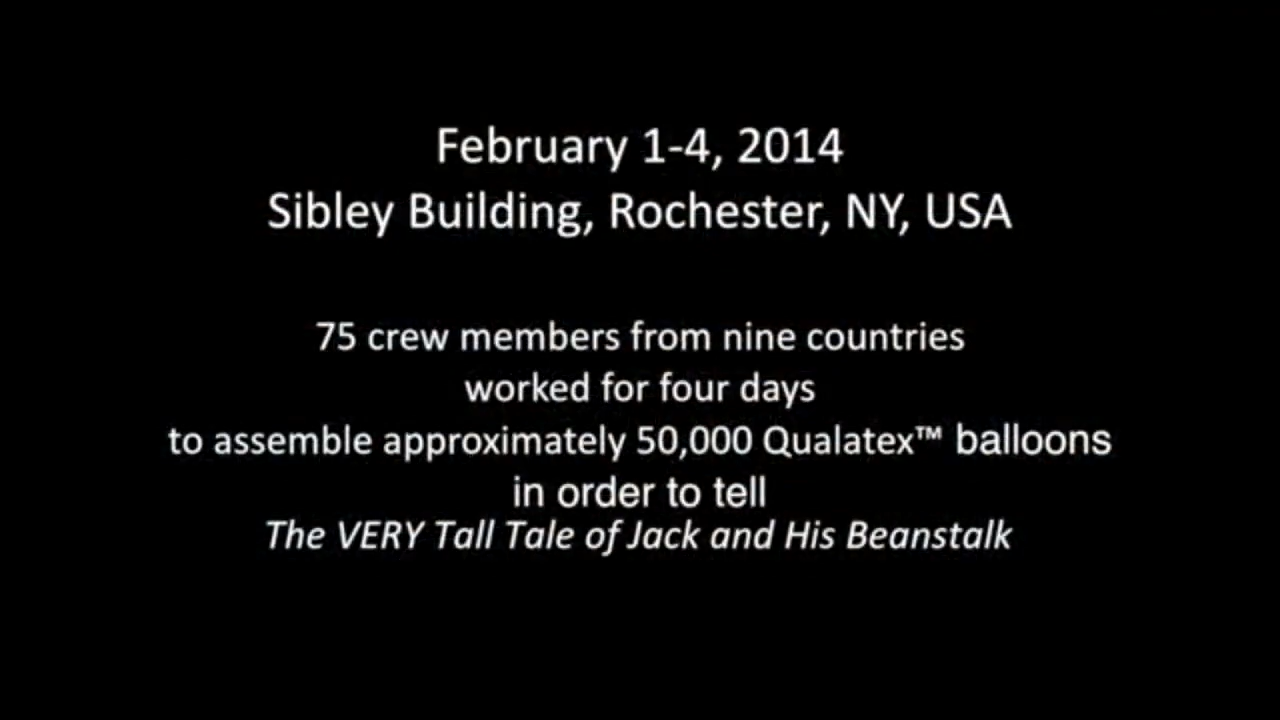 February 1-4, 2014
Sibley Building, Rochester, NY, USA
75 crew members from nine countries
worked for four days
to assemble approximately 50,000 Qualatex™ balloons
in order to tell
The VERY Tall Tale of Jack and His Beanstalk